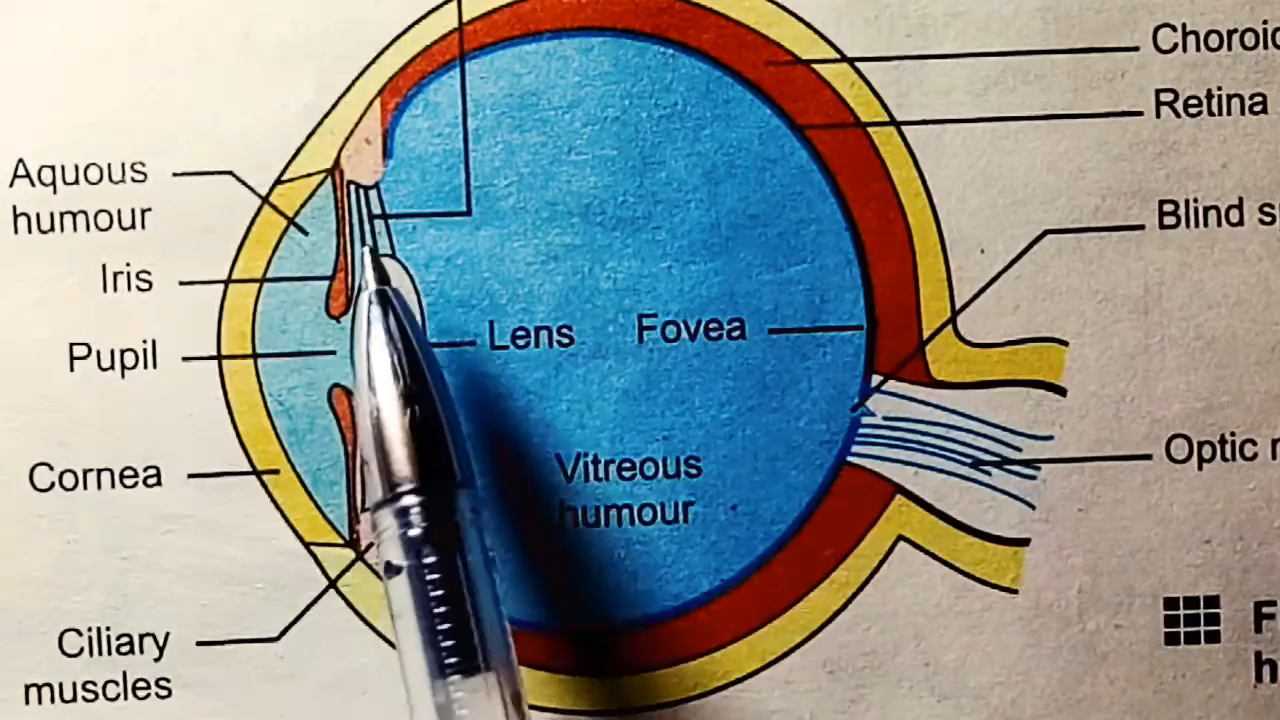 Choroid
Retina
Aquous
humour
Blind
Iris
Lens
Fovea
Pupil
Cornea
Vitreous
humour
Optic
Ciliary
muscles